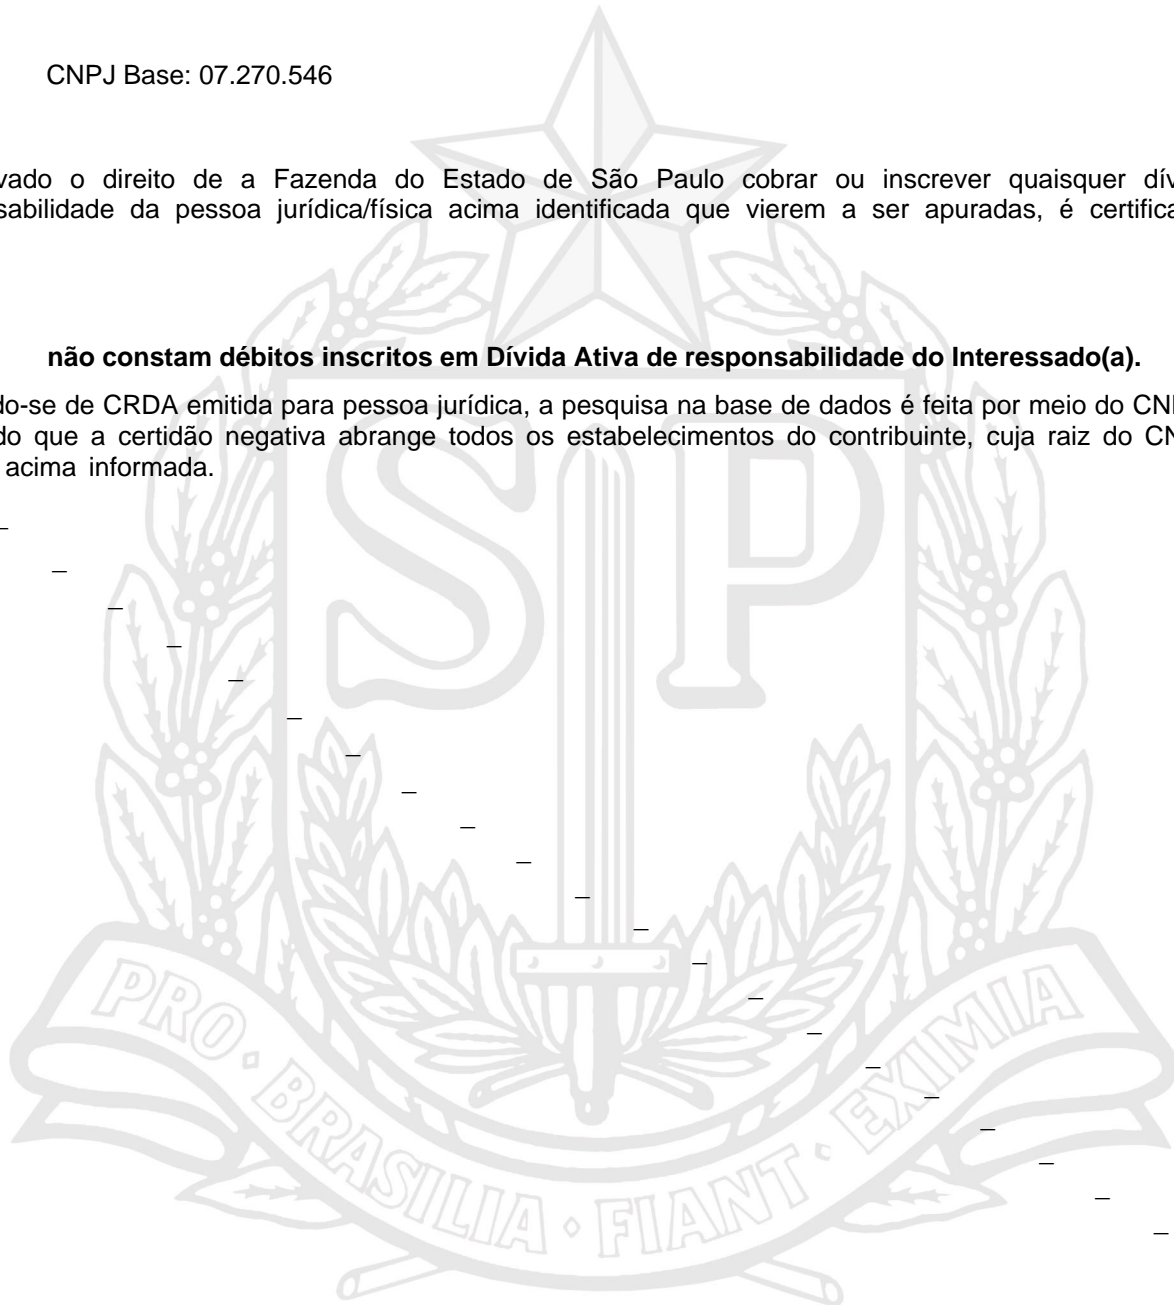 CNPJ Base: 07.270.546
vado o direito de a Fazenda do Estado de São Paulo cobrar ou inscrever quaisquer dív
sabilidade da pessoa jurídica/física acima identificada que vierem a ser apuradas, é certifica
não constam débitos inscritos em Dívida Ativa de responsabilidade do Interessado(a).
do-se de CRDA emitida para pessoa jurídica, a pesquisa na base de dados é feita por meio do CN
do que a certidão negativa abrange todos os estabelecimentos do contribuinte, cuja raiz do CN
acima informada.
SP
PRO · BRASILIA · FIANT · EXIMIA